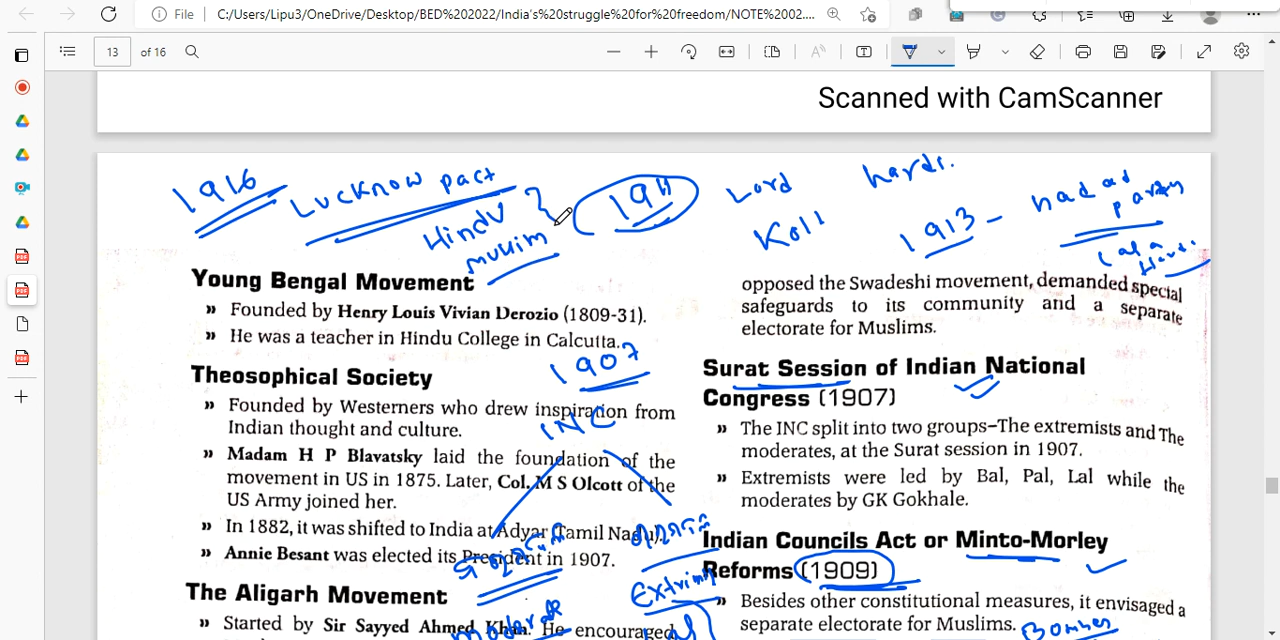 File
C:/Users/Lipu3/OneDrive/Desktop/BED%202022/India's%20struggle%20for%20freedom/NOTE%2002....
13 of 16
Scanned with CamScanner
1916 Lucknow pact
Hindu
1911
Lord
Young Bengal Movement
» Founded by Henry Louis Vivian Derozio (1809-31).
» He was a teacher in Hindu College in Calcutta.
1907
Theosophical Society
» Founded by Westerners who drew inspiration from
Indian thought and culture.
INC
» Madam H P Blavatsky laid the foundation of the
movement in US in 1875. Later, Col. M S Olcott of the
US Army joined her.
» In 1882, it was shifted to India at Adyar (Tamil Nadu).
» Annie Besant was elected its President in 1907.
The Aligarh Movement
moderate
» Started by Sir Sayyed Ahmed Khan. He encouraged
1913 -
opposed the Swadeshi movement, demanded special
safeguards to its community and a separate
electorate for Muslims.
Surat Session of Indian National
Congress (1907)
» The INC split into two groups–The extremists and The
moderates, at the Surat session in 1907.
» Extremists were led by Bal, Pal, Lal while the
moderates by GK Gokhale.
Indian Councils Act or Minto-Morley
Reforms (1909)
» Besides other constitutional measures, it envisaged a
separate electorate for Muslims.